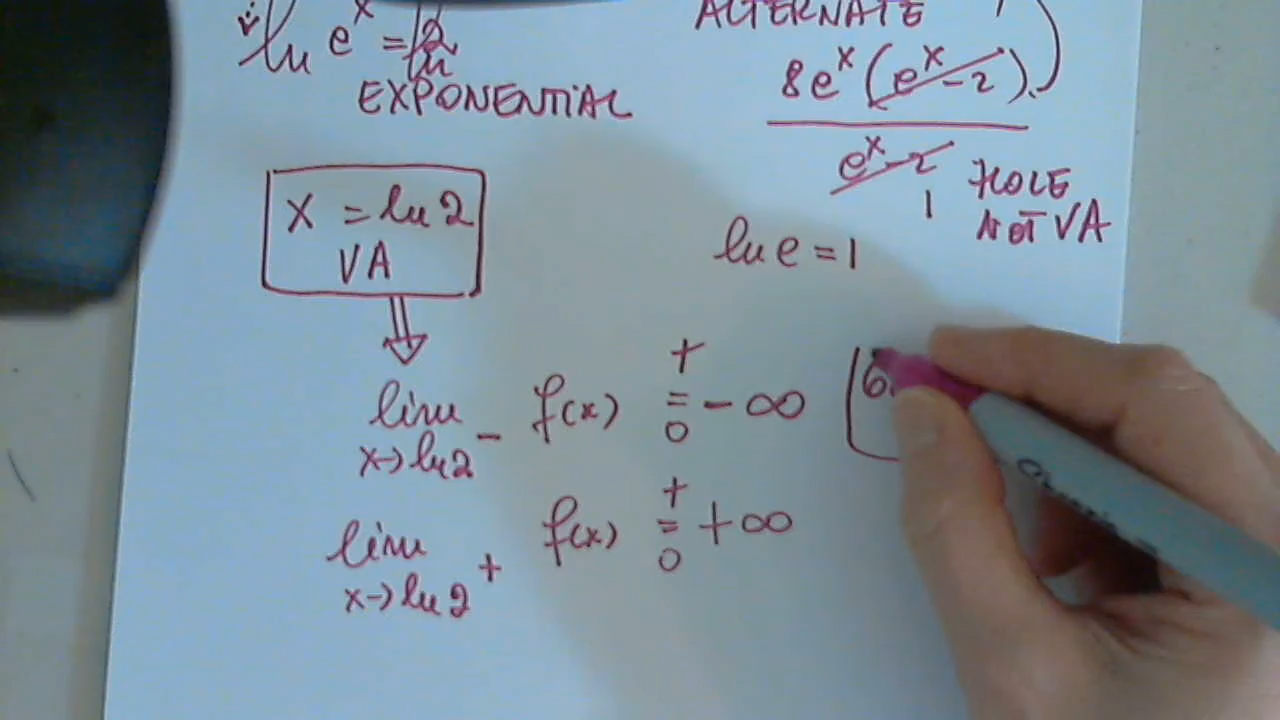 ln e^x = ln 2
EXPONENTIAL
x = ln 2
VA
lim x→ln2^- f(x) = + 0 - ∞
lim x→ln2^+ f(x) = + 0 + ∞
ALTERNATE
8e^x (e^x - 2)
e^x - 2
1
HOLE
NOT VA
ln e = 1